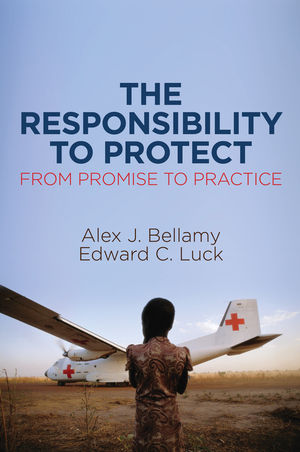 THE
RESPONSIBILITY
TO PROTECT
FROM PROMISE TO PRACTICE
Alex J. Bellamy
Edward C. Luck